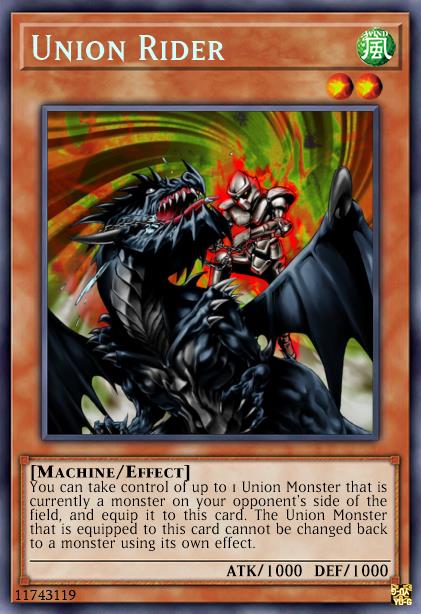 UNION RIDER
WIND
風
[MACHINE/EFFECT]
You can take control of up to 1 Union Monster that is
currently a monster on your opponent's side of the
field, and equip it to this card. The Union Monster
that is equipped to this card cannot be changed back
to a monster using its own effect.
ATK/1000 DEF/1000
11743119